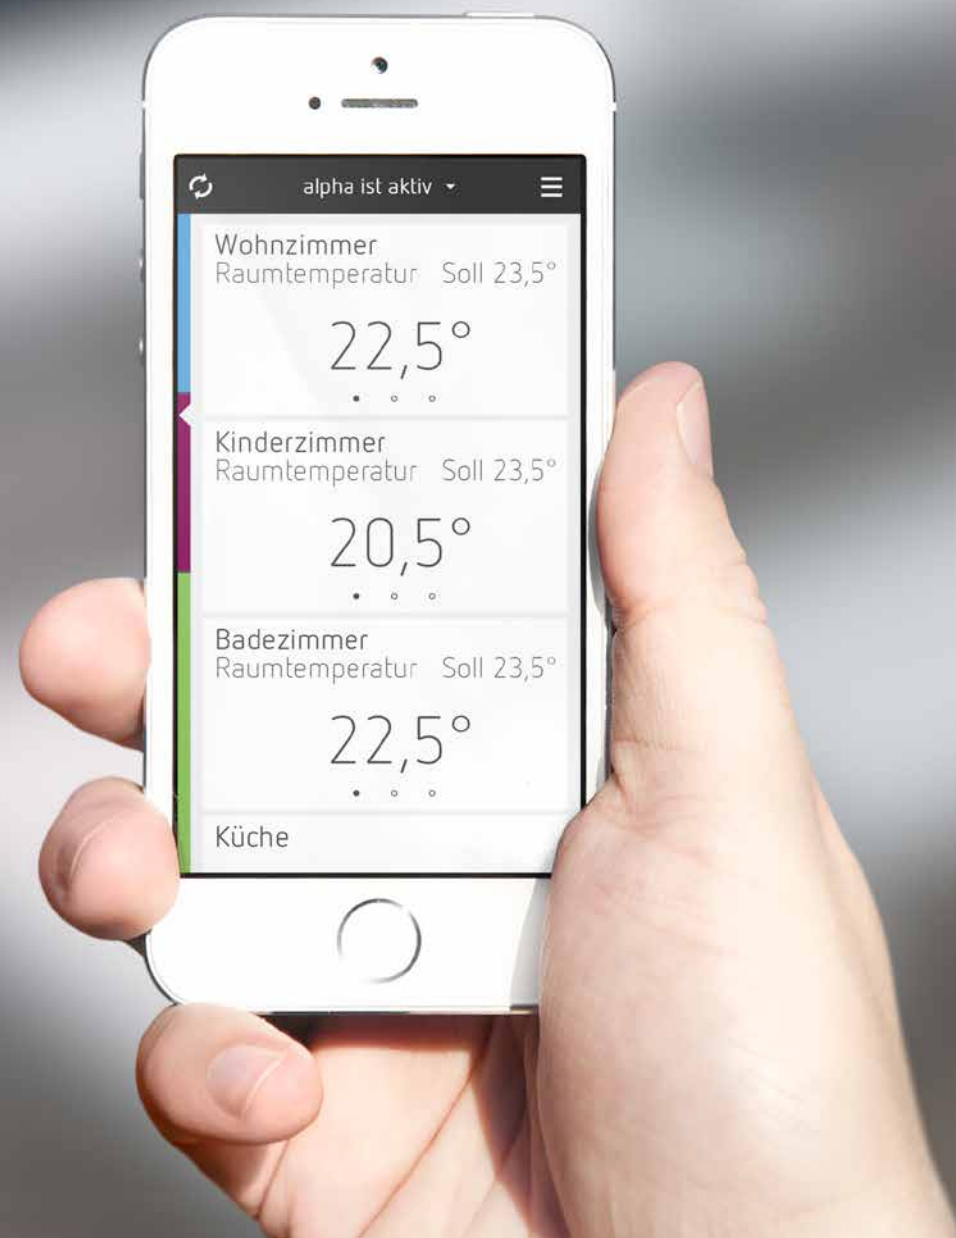 alpha ist aktiv
Wohnzimmer
Raumtemperatur Soll 23,5°
22,5°
Kinderzimmer
Raumtemperatur Soll 23,5°
20,5°
Badezimmer
Raumtemperatur Soll 23,5°
22,5°
Küche